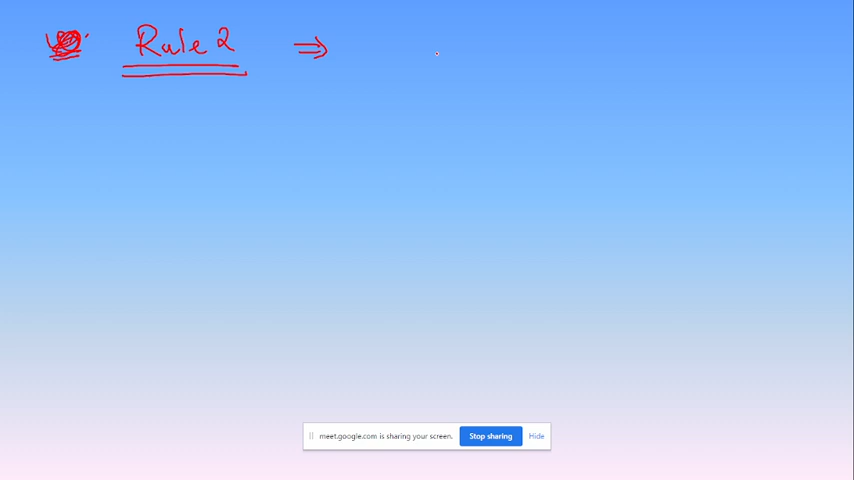 Rule 2 ⇒
meet.google.com is sharing your screen. Stop sharing Hide